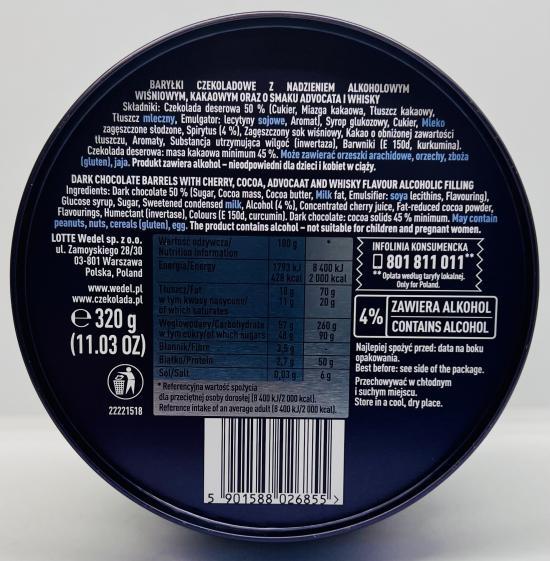 BARYŁKI CZEKOLADOWE Z NADZIENIEM ALKOHOLOWYM
WIŚNIOWYM, KAKAOWYM ORAZ O SMAKU ADVOCATA I WHISKY
Składniki: Czekolada deserowa 50 % (Cukier, Miazga kakaowa, Tłuszcz kakaowy,
Tłuszcz mleczny, Emulgator: lecytyny sojowe, Aromat), Syrop glukozowy, Cukier, Mleko
zagęszczone słodzone, Spirytus (4 %), Zagęszczony sok wiśniowy, Kakao o obniżonej zawartości
tłuszczu, Aromaty, Substancja utrzymująca wilgoć (inwertaza), Barwniki (E 150d, kurkumina).
Czekolada deserowa: masa kakaowa minimum 45 %. Może zawierać orzeszki arachidowe, orzechy, zboża
(gluten), jaja. Produkt zawiera alkohol – nieodpowiedni dla dzieci i kobiet w ciąży.
DARK CHOCOLATE BARRELS WITH CHERRY, COCOA, ADVOCAAT AND WHISKY FLAVOUR ALCOHOLIC FILLING
Ingredients: Dark chocolate 50 % (Sugar, Cocoa mass, Cocoa butter, Milk fat, Emulsifier: soya lecithins, Flavouring),
Glucose syrup, Sugar, Sweetened condensed milk, Alcohol (4 %), Concentrated cherry juice, Fat-reduced cocoa powder,
Flavourings, Humectant (invertase), Colours (E 150d, curcumin). Dark chocolate: cocoa solids 45 % minimum. May contain
peanuts, nuts, cereals (gluten), egg. The product contains alcohol – not suitable for children and pregnant women.
LOTTE Wedel sp. z o.o.
ul. Zamoyskiego 28/30
03-801 Warszawa
Polska, Poland
www.wedel.pl
www.czekolada.pl
℮ 320 g
(11.03 OZ)
22221518
Wartość odżywcza/ 100 g *
Nutrition information
Energia/Energy 1793 kJ 8 400 kJ
428 kcal 2 000 kcal
Tłuszcz/Fat 18 g 70 g
w tym kwasy nasycone/ 11 g 20 g
of which saturates
Węglowodany/Carbohydrate 57 g 260 g
w tym cukry/of which sugars 48 g 90 g
Błonnik/Fibre 3,5 g
Białko/Protein 2,7 g 50 g
Sól/Salt 0,03 g 6 g
* Referencyjna wartość spożycia
dla przeciętnej osoby dorosłej (8 400 kJ/2 000 kcal).
Reference intake of an average adult (8 400 kJ/2 000 kcal).
INFOLINIA KONSUMENCKA
801 811 011**
** Opłata według taryfy lokalnej.
Only for Poland.
4% ZAWIERA ALKOHOL
CONTAINS ALCOHOL
Najlepiej spożyć przed: data na boku
opakowania.
Best before: see side of the package.
Przechowywać w chłodnym
i suchym miejscu.
Store in a cool, dry place.
5 901588 026855 >